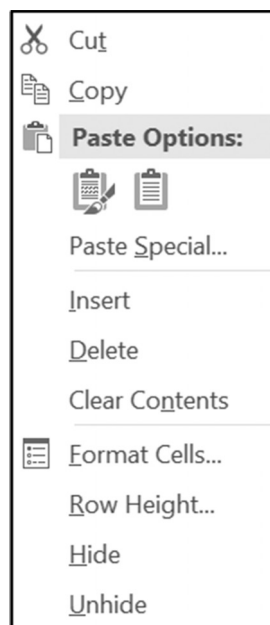 Cut
Copy
Paste Options:
Paste Special...
Insert
Delete
Clear Contents
Format Cells...
Row Height...
Hide
Unhide